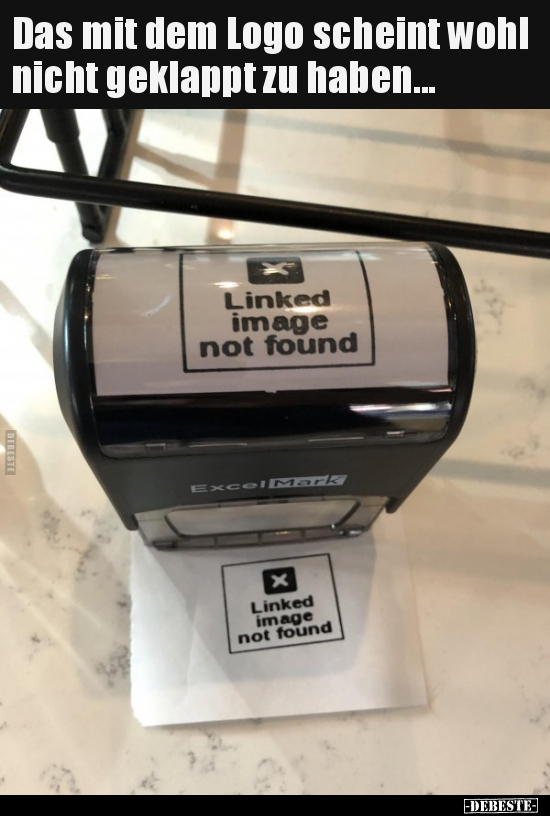 Das mit dem Logo scheint wohl
nicht geklappt zu haben...
Linked
image
not found
ExcelMark
Linked
image
not found
DEBESTE
-DEBESTE-